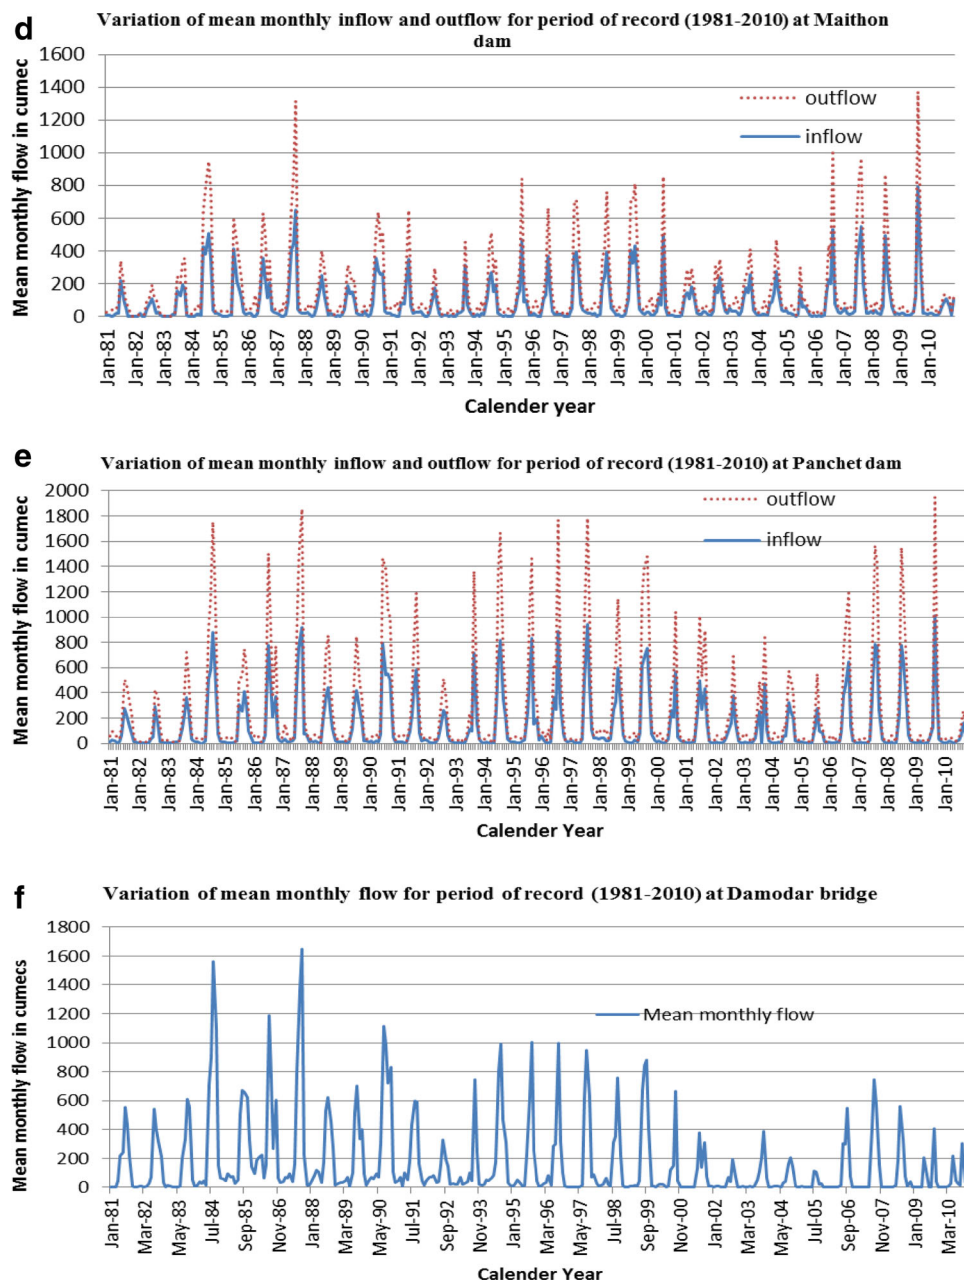 d
Variation of mean monthly inflow and outflow for period of record (1981-2010) at Maithon
dam
Mean monthly flow in cumec
1600
1400
1200
1000
800
600
400
200
0
outflow
inflow
Jan-81
Jan-82
Jan-83
Jan-84
Jan-85
Jan-86
Jan-87
Jan-88
Jan-89
Jan-90
Jan-91
Jan-92
Jan-93
Jan-94
Jan-95
Jan-96
Jan-97
Jan-98
Jan-99
Jan-00
Jan-01
Jan-02
Jan-03
Jan-04
Jan-05
Jan-06
Jan-07
Jan-08
Jan-09
Jan-10
Calender year
e
Variation of mean monthly inflow and outflow for period of record (1981-2010) at Panchet dam
Mean monthly flow in cumec
2000
1800
1600
1400
1200
1000
800
600
400
200
0
outflow
inflow
Jan-81
Jan-82
Jan-83
Jan-84
Jan-85
Jan-86
Jan-87
Jan-88
Jan-89
Jan-90
Jan-91
Jan-92
Jan-93
Jan-94
Jan-95
Jan-96
Jan-97
Jan-98
Jan-99
Jan-00
Jan-01
Jan-02
Jan-03
Jan-04
Jan-05
Jan-06
Jan-07
Jan-08
Jan-09
Jan-10
Calender Year
f
Variation of mean monthly flow for period of record (1981-2010) at Damodar bridge
Mean monthly flow in cumecs
1800
1600
1400
1200
1000
800
600
400
200
0
Mean monthly flow
Jan-81
Mar-82
May-83
Jul-84
Sep-85
Nov-86
Jan-88
Mar-89
May-90
Jul-91
Sep-92
Nov-93
Jan-95
Mar-96
May-97
Jul-98
Sep-99
Nov-00
Jan-02
Mar-03
May-04
Jul-05
Sep-06
Nov-07
Jan-09
Mar-10
Calender Year